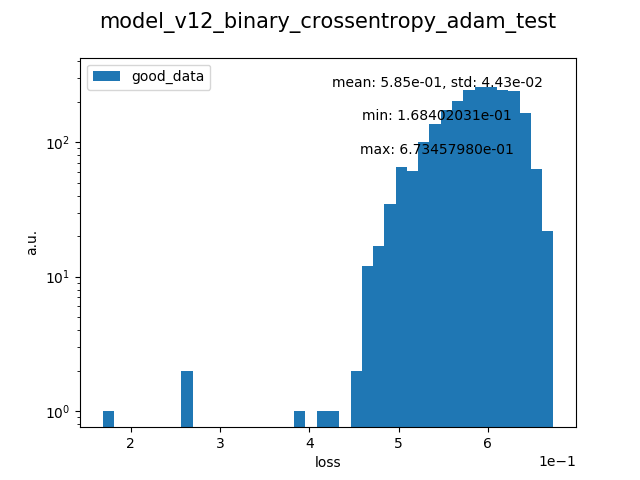 model_v12_binary_crossentropy_adam_test
good_data
mean: 5.85e-01, std: 4.43e-02
min: 1.68402031e-01
max: 6.73457980e-01
10²
10¹
10⁰
a.u.
2 3 4 5 6
1e−1
loss